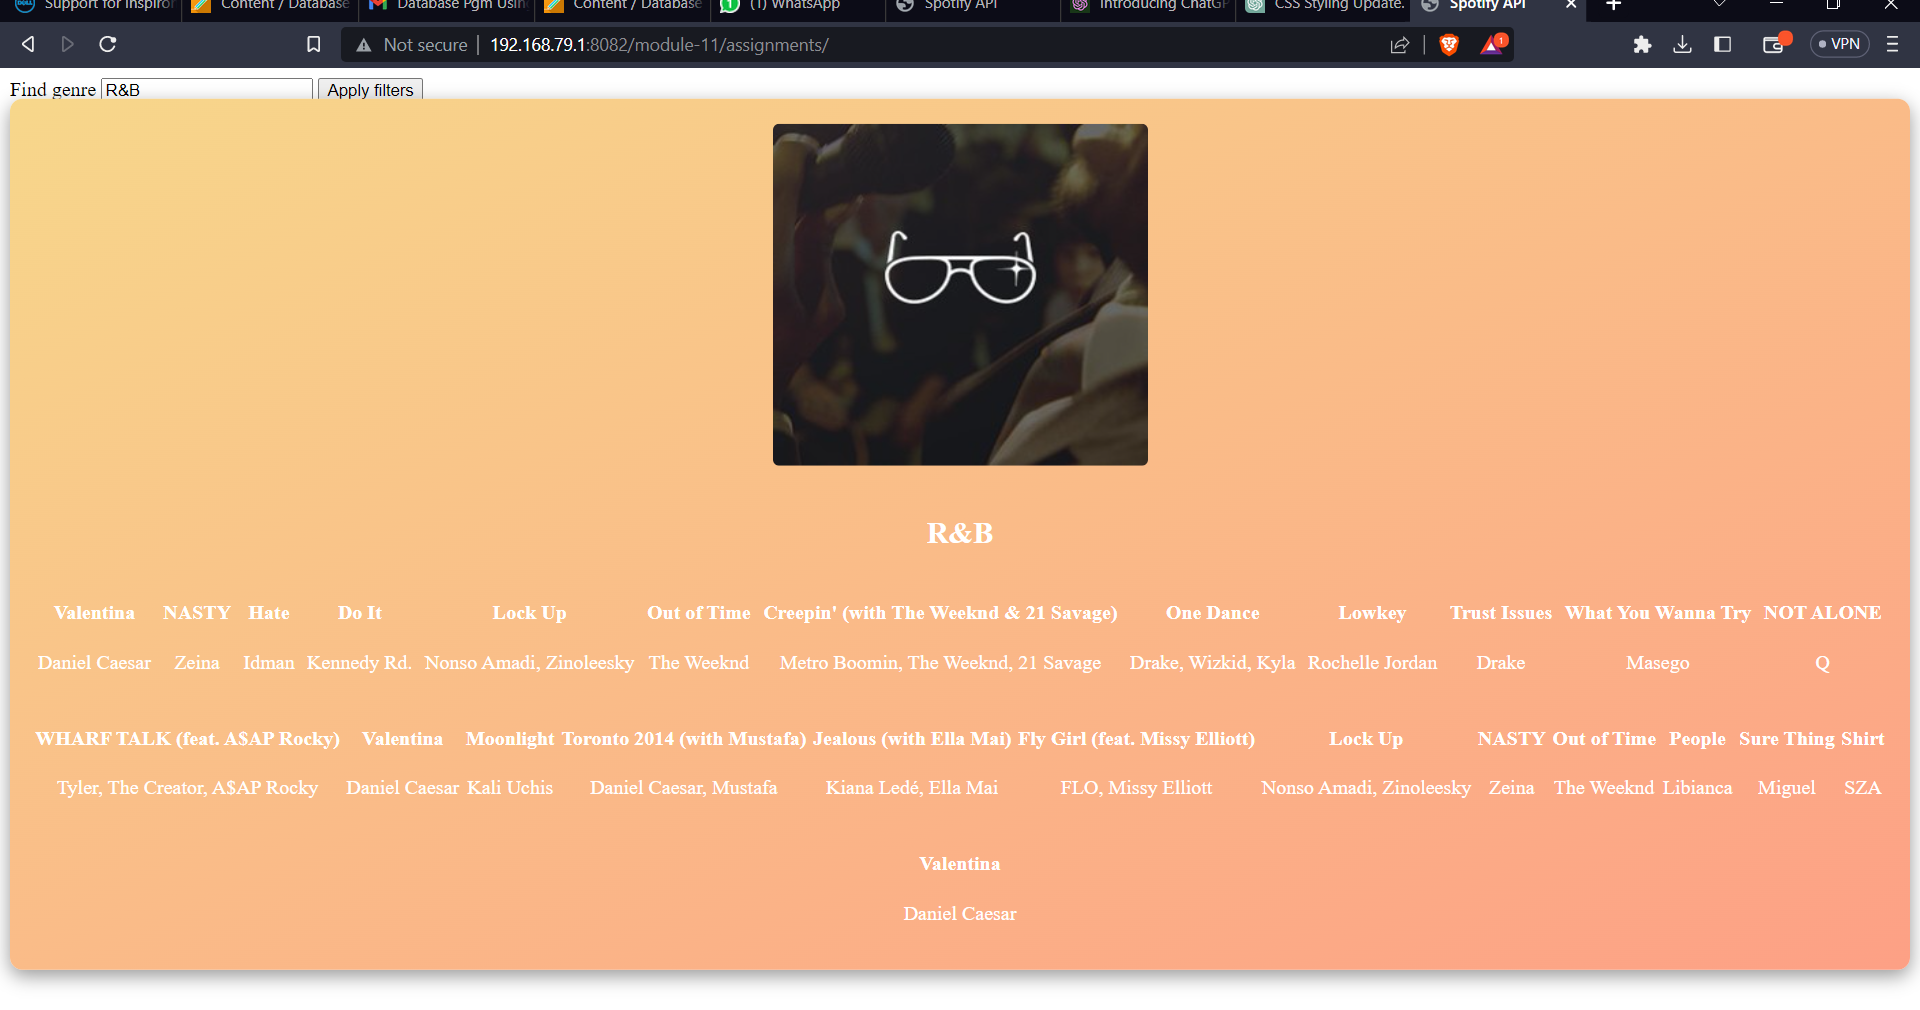 Support for Inspiror
Content / Database
Database Pgm Usin
Content / Database
1 (1) WhatsApp
Spotify API
Introducing ChatGP
CSS Styling Update.
Spotify API
Not secure 192.168.79.1:8082/module-11/assignments/
1
VPN
Find genre R&B Apply filters
R&B
Valentina NASTY Hate Do It Lock Up Out of Time Creepin' (with The Weeknd & 21 Savage) One Dance Lowkey Trust Issues What You Wanna Try NOT ALONE
Daniel Caesar Zeina Idman Kennedy Rd. Nonso Amadi, Zinoleesky The Weeknd Metro Boomin, The Weeknd, 21 Savage Drake, Wizkid, Kyla Rochelle Jordan Drake Masego Q
WHARF TALK (feat. A$AP Rocky) Valentina Moonlight Toronto 2014 (with Mustafa) Jealous (with Ella Mai) Fly Girl (feat. Missy Elliott) Lock Up NASTY Out of Time People Sure Thing Shirt
Tyler, The Creator, A$AP Rocky Daniel Caesar Kali Uchis Daniel Caesar, Mustafa Kiana Ledé, Ella Mai FLO, Missy Elliott Nonso Amadi, Zinoleesky Zeina The Weeknd Libianca Miguel SZA
Valentina
Daniel Caesar